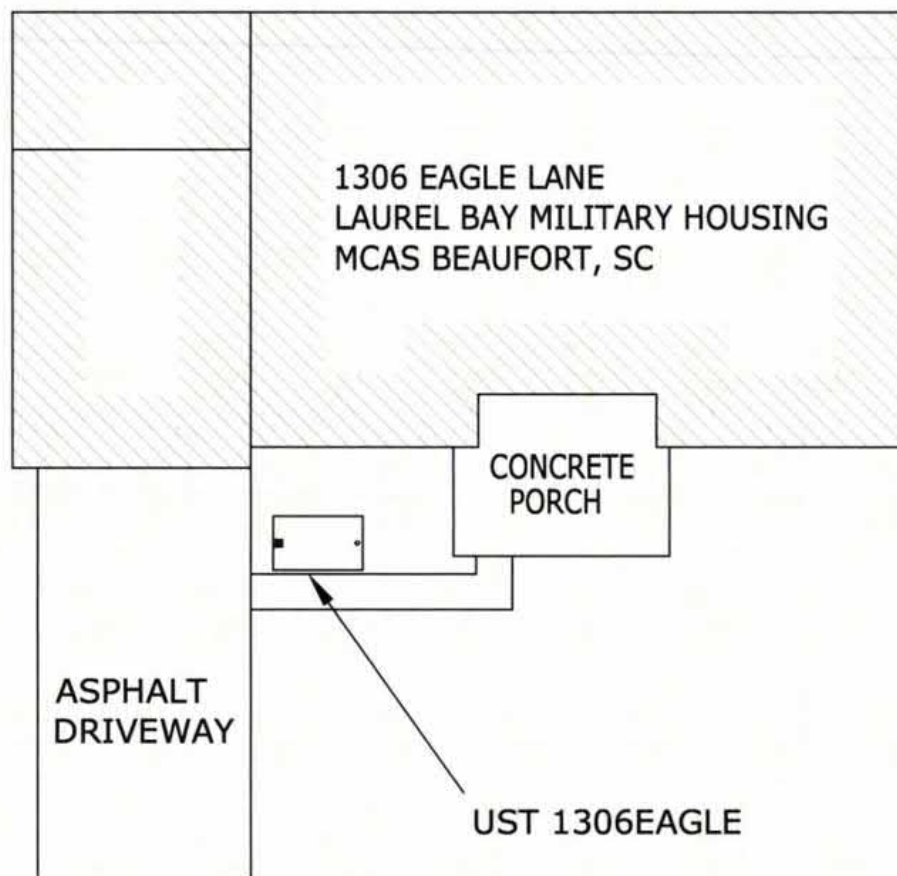 1306 EAGLE LANE
LAUREL BAY MILITARY HOUSING
MCAS BEAUFORT, SC
CONCRETE
PORCH
ASPHALT
DRIVEWAY
UST 1306EAGLE